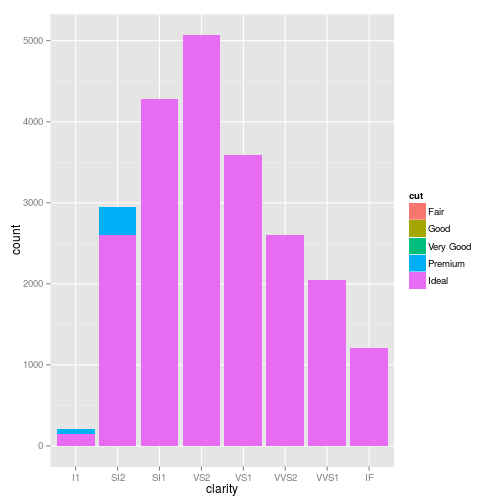 5000
4000
3000
2000
1000
0
count
I1 SI2 SI1 VS2 VS1 VVS2 VVS1 IF
clarity
cut
Fair
Good
Very Good
Premium
Ideal